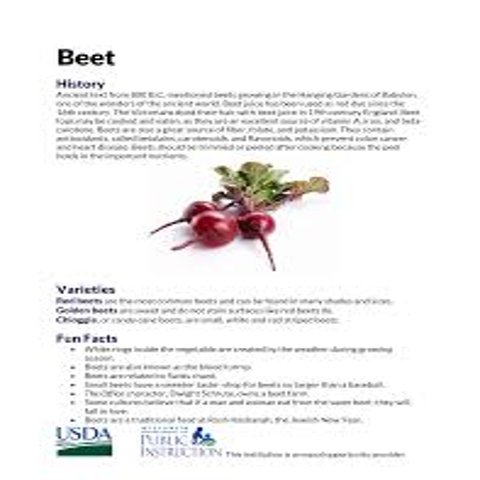 Beet
History
Ancient text from 800 B.C. mentioned beets growing in the Hanging Gardens of Babylon,
one of the wonders of the ancient world. Beet juice has been used as red dye since the
16th century. The Victorians dyed their hair with beet juice in 19th century England. Beet
tops may be cooked and eaten, as they are an excellent source of vitamin A, iron, and beta-
carotene. Beets are also a great source of fiber, folate, and potassium. They contain
antioxidants, called betalains, carotenoids, and flavonoids, which prevent colon cancer
and heart disease. Beets should be trimmed or peeled after cooking because the peel
holds in the important nutrients.
Varieties
Red beets are the most common beets and can be found in many shades and sizes.
Golden beets are sweet and do not stain surfaces like red beets do.
Chioggia, or candy cane beets, are small, white and red striped beets.
Fun Facts
White rings inside the vegetable are created by the weather during growing
season.
Beets are also known as the blood turnip.
Beets are related to Swiss chard.
Small beets have a sweeter taste- shop for beets no larger than a baseball.
The Office character, Dwight Schrute, owns a beet farm.
Some cultures believe that if a man and woman eat from the same beet, they will
fall in love.
Beets are a traditional food at Rosh Hashanah, the Jewish New Year.
USDA
WISCONSIN
PUBLIC
INSTRUCTION
This institution is an equal opportunity provider.